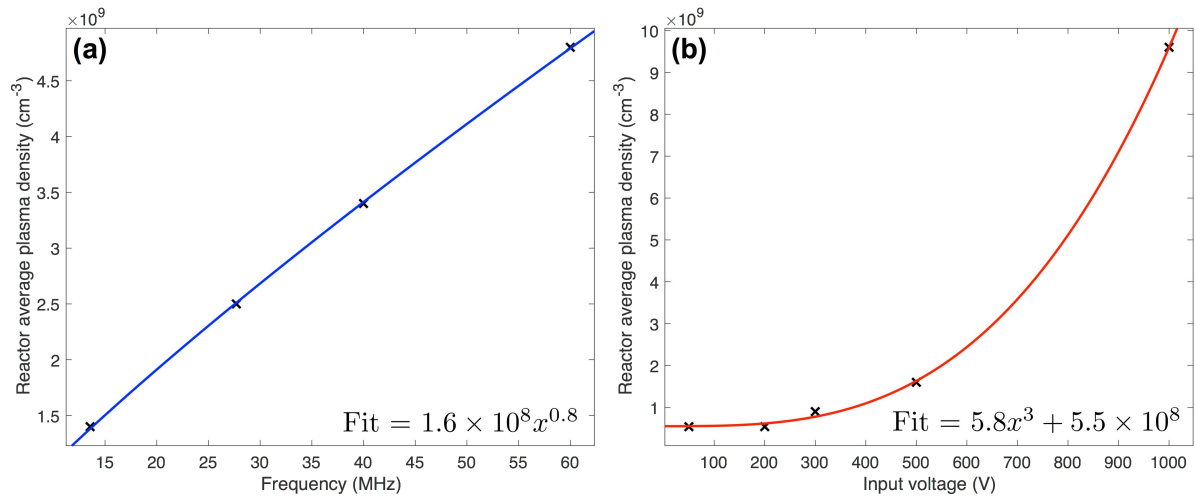 ×10⁹
(a)
Reactor average plasma density (cm⁻³)
4.5
4
3.5
3
2.5
2
1.5
15 20 25 30 35 40 45 50 55 60
Frequency (MHz)
Fit = 1.6 × 10⁸x⁰·⁸
×10⁹
(b)
Reactor average plasma density (cm⁻³)
10
9
8
7
6
5
4
3
2
1
100 200 300 400 500 600 700 800 900 1000
Input voltage (V)
Fit = 5.8x³ + 5.5 × 10⁸